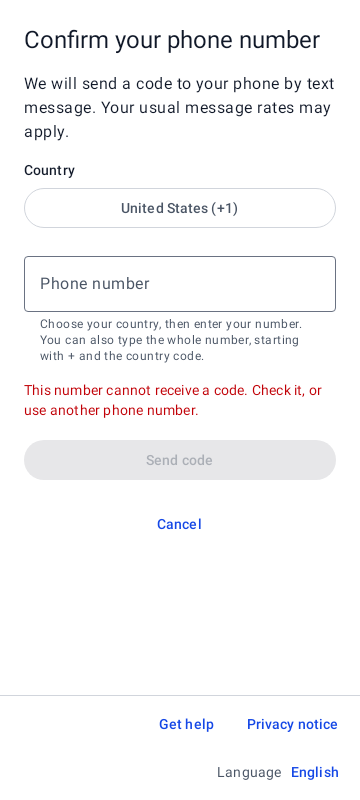 Confirm your phone number
We will send a code to your phone by text
message. Your usual message rates may
apply.
Country
United States (+1)
Phone number
Choose your country, then enter your number.
You can also type the whole number, starting
with + and the country code.
This number cannot receive a code. Check it, or
use another phone number.
Send code
Cancel
Get help Privacy notice
Language English